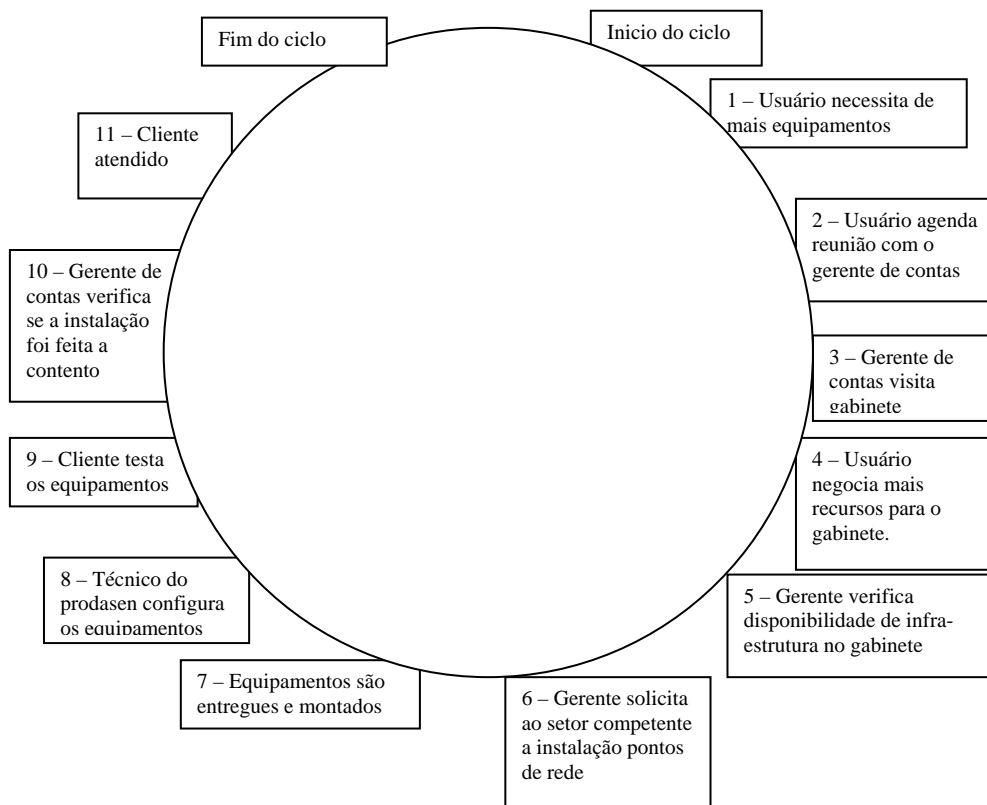 Inicio do ciclo
1 – Usuário necessita de
mais equipamentos
2 – Usuário agenda
reunião com o
gerente de contas
3 – Gerente de
contas visita
gabinete
4 – Usuário
negocia mais
recursos para o
gabinete.
5 – Gerente verifica
disponibilidade de infra-
estrutura no gabinete
6 – Gerente solicita
ao setor competente
a instalação pontos
de rede
7 – Equipamentos são
entregues e montados
8 – Técnico do
prodasen configura
os equipamentos
9 – Cliente testa
os equipamentos
10 – Gerente de
contas verifica
se a instalação
foi feita a
contento
11 – Cliente
atendido
Fim do ciclo